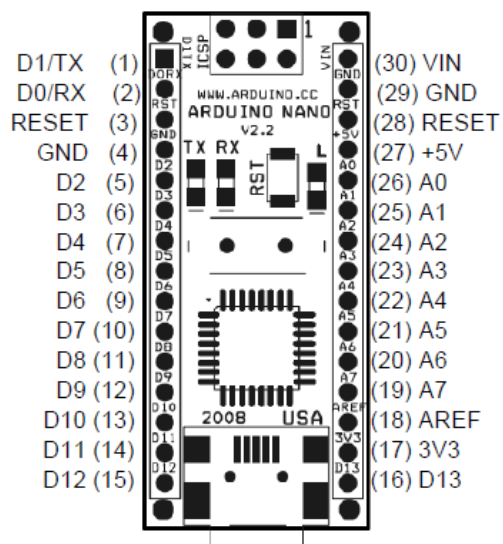 D1/TX (1)
D0/RX (2)
RESET (3)
GND (4)
D2 (5)
D3 (6)
D4 (7)
D5 (8)
D6 (9)
D7 (10)
D8 (11)
D9 (12)
D10 (13)
D11 (14)
D12 (15)
D1TX
ICSP
1
VIN
DORX
RST
GND
D2
D3
D4
D5
D6
D7
D8
D9
D10
D11
D12
WWW.ARDUINO.CC
ARDUINO NANO
V2.2
TX RX
RST
L
2008 USA
GND
RST
+5V
A0
A1
A2
A3
A4
A5
A6
A7
AREF
3V3
D13
(30) VIN
(29) GND
(28) RESET
(27) +5V
(26) A0
(25) A1
(24) A2
(23) A3
(22) A4
(21) A5
(20) A6
(19) A7
(18) AREF
(17) 3V3
(16) D13